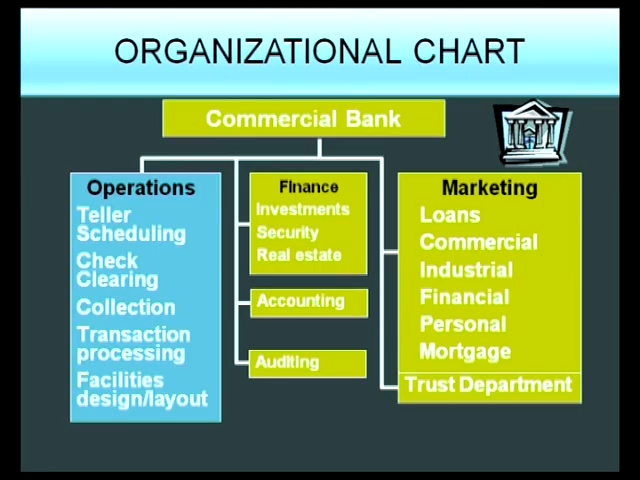 ORGANIZATIONAL CHART
Commercial Bank
Operations
Teller
Scheduling
Check
Clearing
Collection
Transaction
processing
Facilities
design/layout
Finance
Investments
Security
Real estate
Accounting
Auditing
Marketing
Loans
Commercial
Industrial
Financial
Personal
Mortgage
Trust Department